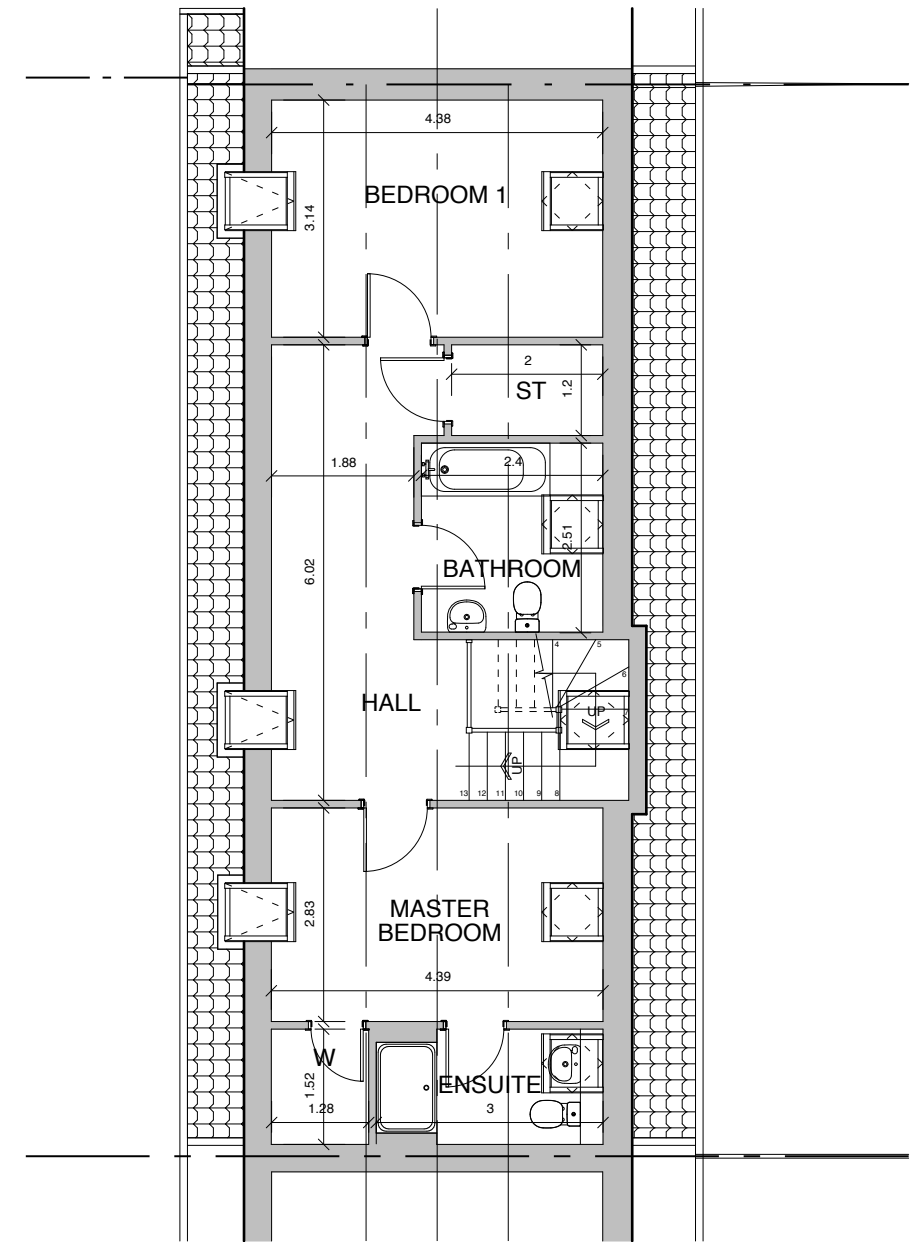 4.38
BEDROOM 1
3.14
2
ST
1.2
1.88
2.4
2.51
BATHROOM
6.02
4
5
6
HALL
UP
UP
13 12 11 10 9 8
MASTER
BEDROOM
2.83
4.39
W
ENSUITE
1.52
1.28
3